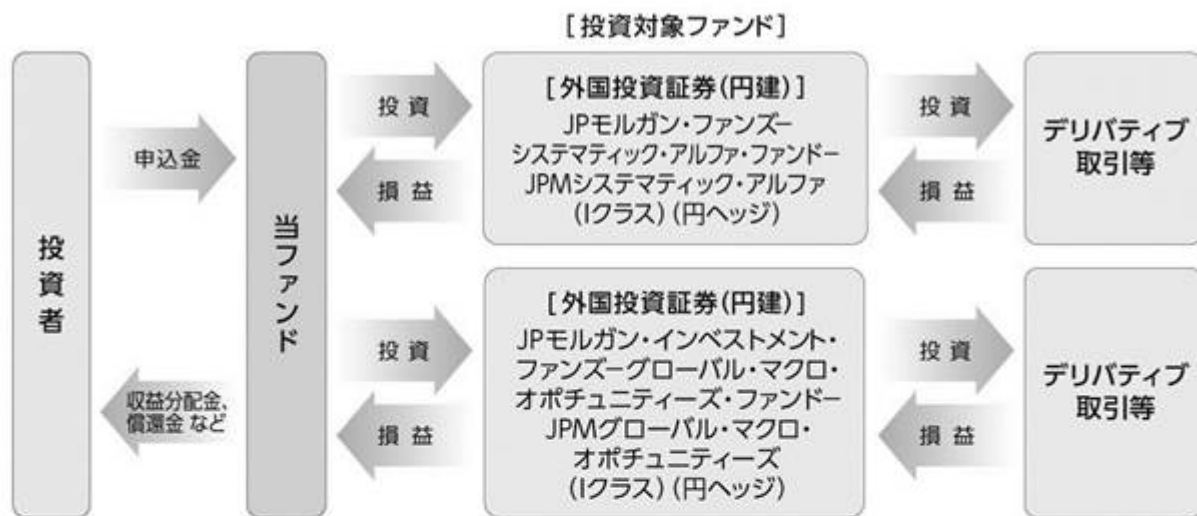 [投資対象ファンド]
投資者
申込金
収益分配金、
償還金 など
当ファンド
投資
損益
[外国投資証券(円建)]
JPモルガン・ファンズー
システマティック・アルファ・ファンドー
JPMシステマティック・アルファ
(Iクラス)(円ヘッジ)
投資
損益
デリバティブ
取引等
投資
損益
[外国投資証券(円建)]
JPモルガン・インベストメント・
ファンズーグローバル・マクロ・
オポチュニティーズ・ファンドー
JPMグローバル・マクロ・
オポチュニティーズ
(Iクラス)(円ヘッジ)
投資
損益
デリバティブ
取引等